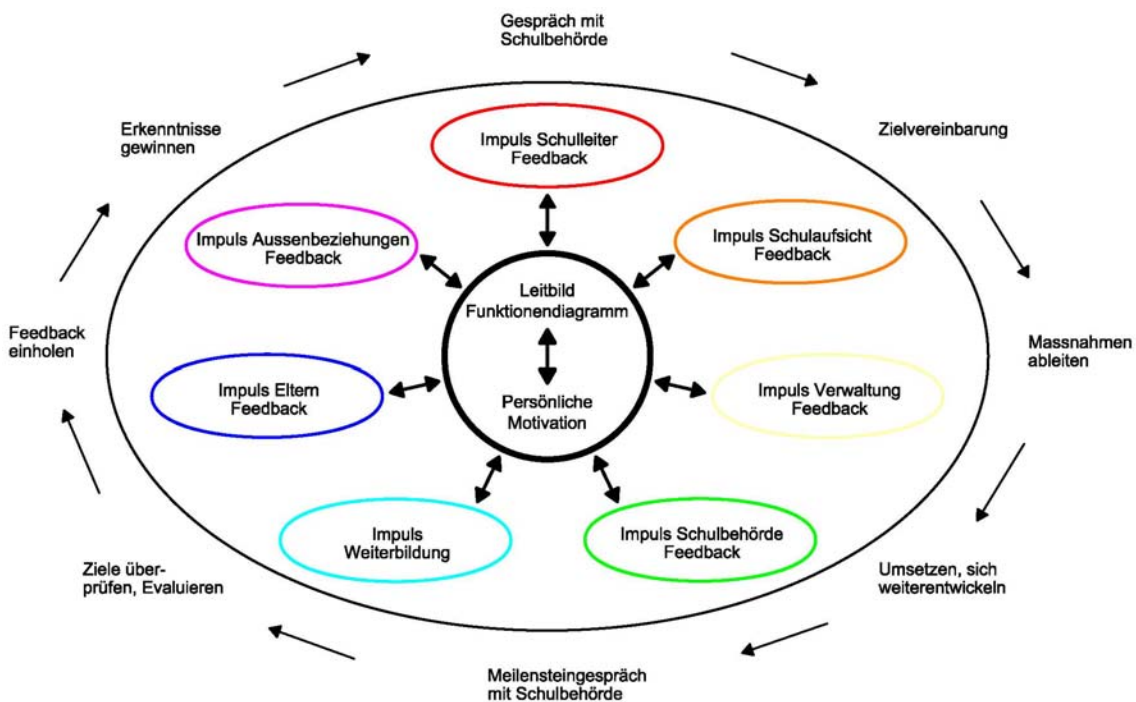 Gespräch mit
Schulbehörde
Erkenntnisse
gewinnen
Zielvereinbarung
Impuls Schulleiter
Feedback
Impuls Aussenbeziehungen
Feedback
Impuls Schulaufsicht
Feedback
Leitbild
Funktionendiagramm
Feedback
einholen
Massnahmen
ableiten
Impuls Eltern
Feedback
Persönliche
Motivation
Impuls Verwaltung
Feedback
Impuls
Weiterbildung
Impuls Schulbehörde
Feedback
Ziele über-
prüfen, Evaluieren
Umsetzen, sich
weiterentwickeln
Meilensteingespräch
mit Schulbehörde